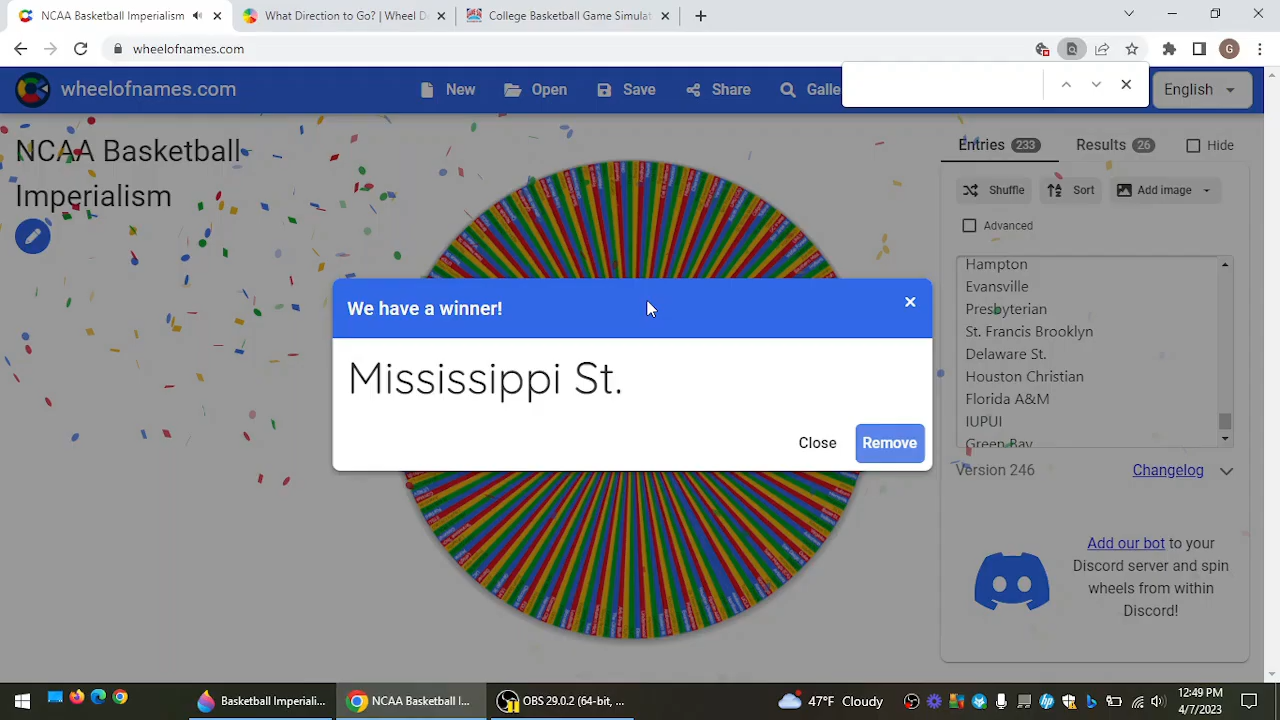 NCAA Basketball Imperialism
What Direction to Go? | Wheel D
College Basketball Game Simulat
wheelofnames.com
G
wheelofnames.com
New
Open
Save
Share
Galle
English
NCAA Basketball
Imperialism
Entries 233
Results 26
Hide
Shuffle
Sort
Add image
Advanced
Hampton
Evansville
Presbyterian
St. Francis Brooklyn
Delaware St.
Houston Christian
Florida A&M
IUPUI
Green Bay
We have a winner!
Mississippi St.
Close
Remove
Version 246
Changelog
Add our bot to your
Discord server and spin
wheels from within
Discord!
Basketball Imperiali...
NCAA Basketball I...
OBS 29.0.2 (64-bit, ...
47°F Cloudy
12:49 PM
4/7/2023